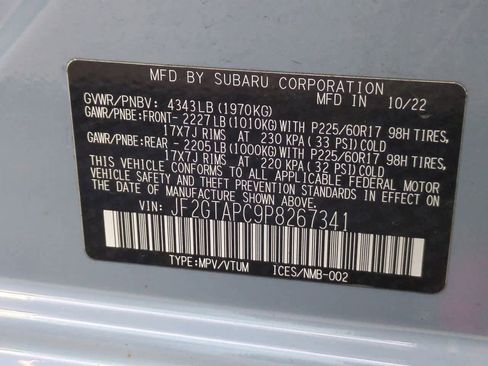 MFD BY SUBARU CORPORATION
GVWR/PNBV: 4343LB(1970KG) MFD IN 10/22
GAWR/PNBE:FRONT- 2227LB(1010KG)WITH P225/60R17 98H TIRES,
17X7J RIMS AT 230 KPA(33 PSI)COLD
GAWR/PNBE:REAR - 2205LB(1000KG)WITH P225/60R17 98H TIRES,
17X7J RIMS AT 220 KPA(32 PSI)COLD
THIS VEHICLE CONFORMS TO ALL APPLICABLE FEDERAL MOTOR
VEHICLE SAFETY AND THEFT PREVENTION STANDARDS IN EFFECT
ON THE DATE OF MANUFACTURE SHOWN ABOVE.
VIN: JF2GTAPC9P8267341
TYPE:MPV/VTUM ICES/NMB-002